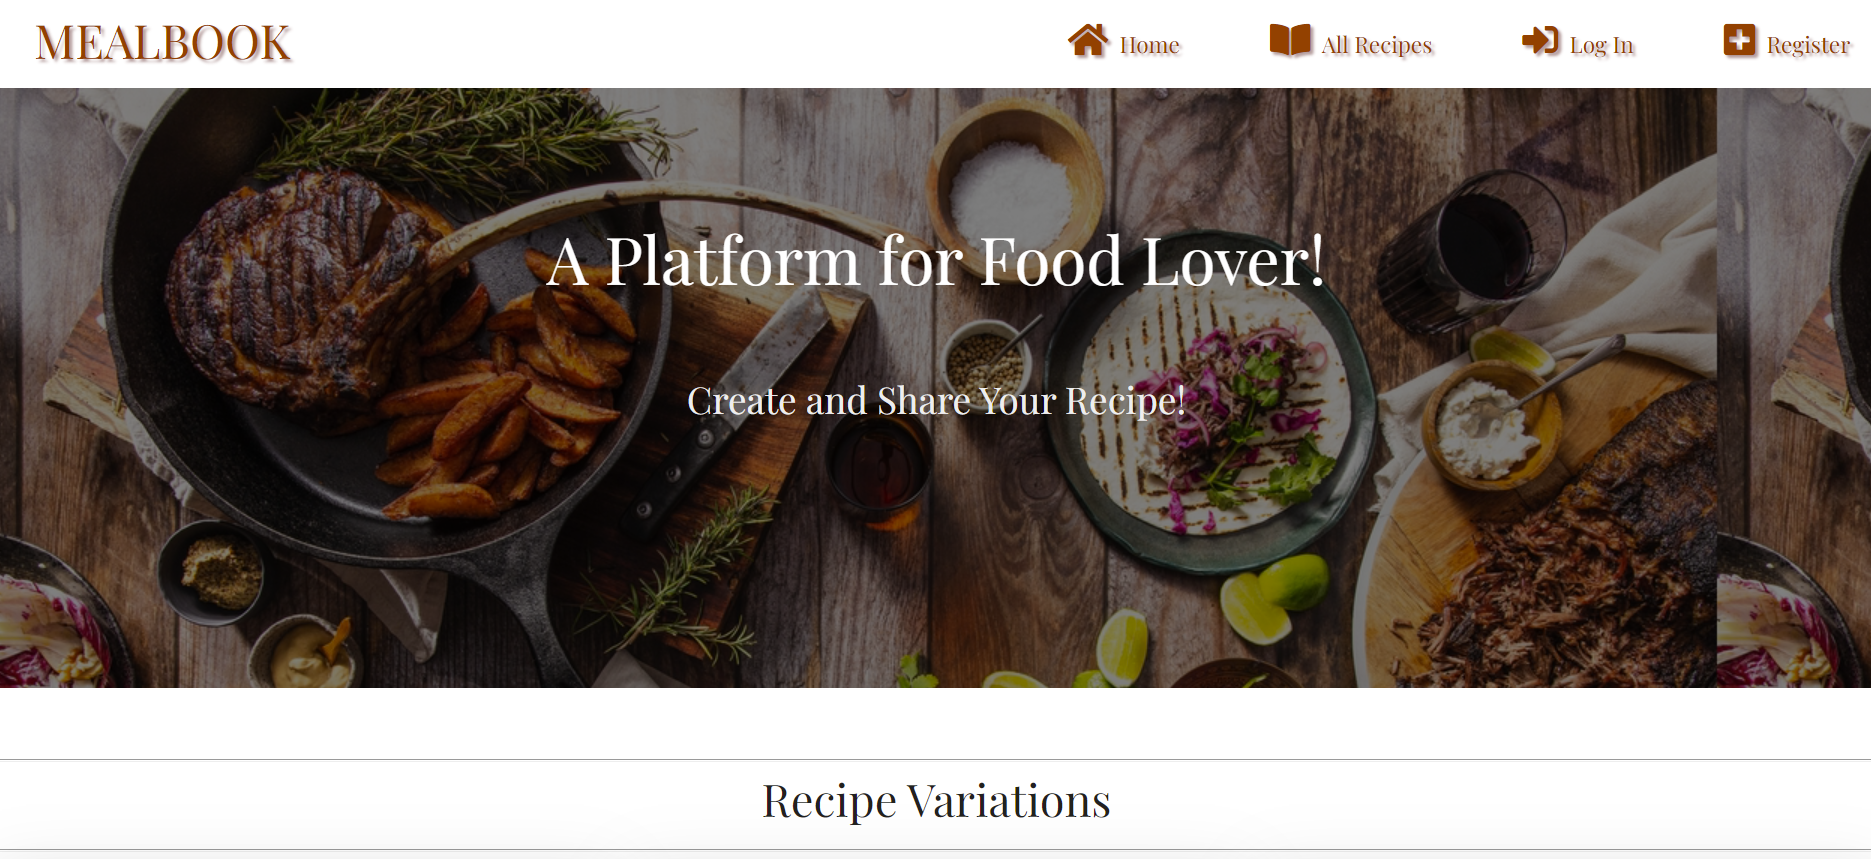 MEALBOOK
Home
All Recipes
Log In
Register
A Platform for Food Lover!
Create and Share Your Recipe!
Recipe Variations